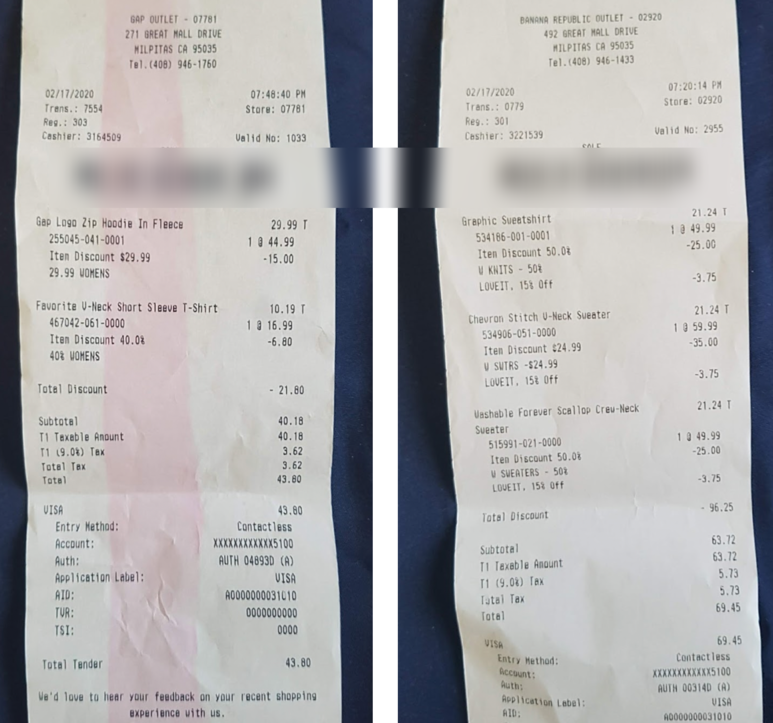 GAP OUTLET - 07781
271 GREAT MALL DRIVE
MILPITAS CA 95035
Tel.(408) 946-1760
02/17/2020 07:48:40 PM
Trans.: 7554 Store: 07781
Reg.: 303
Cashier: 3164509 Valid No: 1033
Gap Logo Zip Hoodie In Fleece 29.99 T
255045-041-0001 1 @ 44.99
Item Discount $29.99 -15.00
29.99 WOMENS
Favorite V-Neck Short Sleeve T-Shirt 10.19 T
467042-061-0000 1 @ 16.99
Item Discount 40.0% -6.80
40% WOMENS
Total Discount - 21.80
Subtotal 40.18
T1 Taxable Amount 40.18
T1 (9.0%) Tax 3.62
Total Tax 3.62
Total 43.80
VISA 43.80
Entry Method: Contactless
Account: XXXXXXXXXXXX5100
Auth: AUTH 04893D (A)
Application Label: VISA
AID: A0000000031010
TVR: 0000000000
TSI: 0000
Total Tender 43.80
We'd love to hear your feedback on your recent shopping
experience with us.
BANANA REPUBLIC OUTLET - 02920
492 GREAT MALL DRIVE
MILPITAS CA 95035
Tel.(408) 946-1433
02/17/2020 07:20:14 PM
Trans.: 0779 Store: 02920
Reg.: 301
Cashier: 3221539 Valid No: 2955
Graphic Sweatshirt 21.24 T
534186-001-0001 1 @ 49.99
Item Discount 50.0% -25.00
W KNITS - 50%
LOVEIT, 15% Off -3.75
Chevron Stitch V-Neck Sweater 21.24 T
534906-051-0000 1 @ 59.99
Item Discount $24.99 -35.00
W SWTRS -$24.99
LOVEIT, 15% Off -3.75
Washable Forever Scallop Crew-Neck 21.24 T
Sweater
515991-021-0000 1 @ 49.99
Item Discount 50.0% -25.00
W SWEATERS - 50%
LOVEIT, 15% Off -3.75
Total Discount - 96.25
Subtotal 63.72
T1 Taxable Amount 63.72
T1 (9.0%) Tax 5.73
Total Tax 5.73
Total 69.45
VISA 69.45
Entry Method: Contactless
Account: XXXXXXXXXXXX5100
Auth: AUTH 00314D (A)
Application Label: VISA
AID: A0000000031010